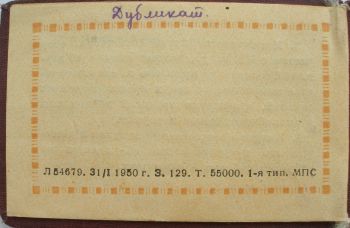 Дубликат.
Л 54679. 31/I 1950 г. З. 129. Т. 55000. 1-я тип. МПС